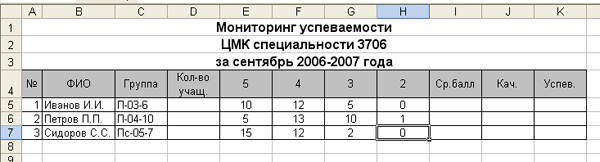 A B C D E F G H I J K
1 Мониторинг успеваемости
2 ЦМК специальности 3706
3 за сентябрь 2006-2007 года
4 № ФИО Группа Кол-во учащ. 5 4 3 2 Ср.балл Кач. Успев.
5 1 Иванов И.И. П-03-6 10 12 5 0
6 2 Петров П.П. П-04-10 5 13 10 1
7 3 Сидоров С.С. Пс-05-7 15 12 2 0
8